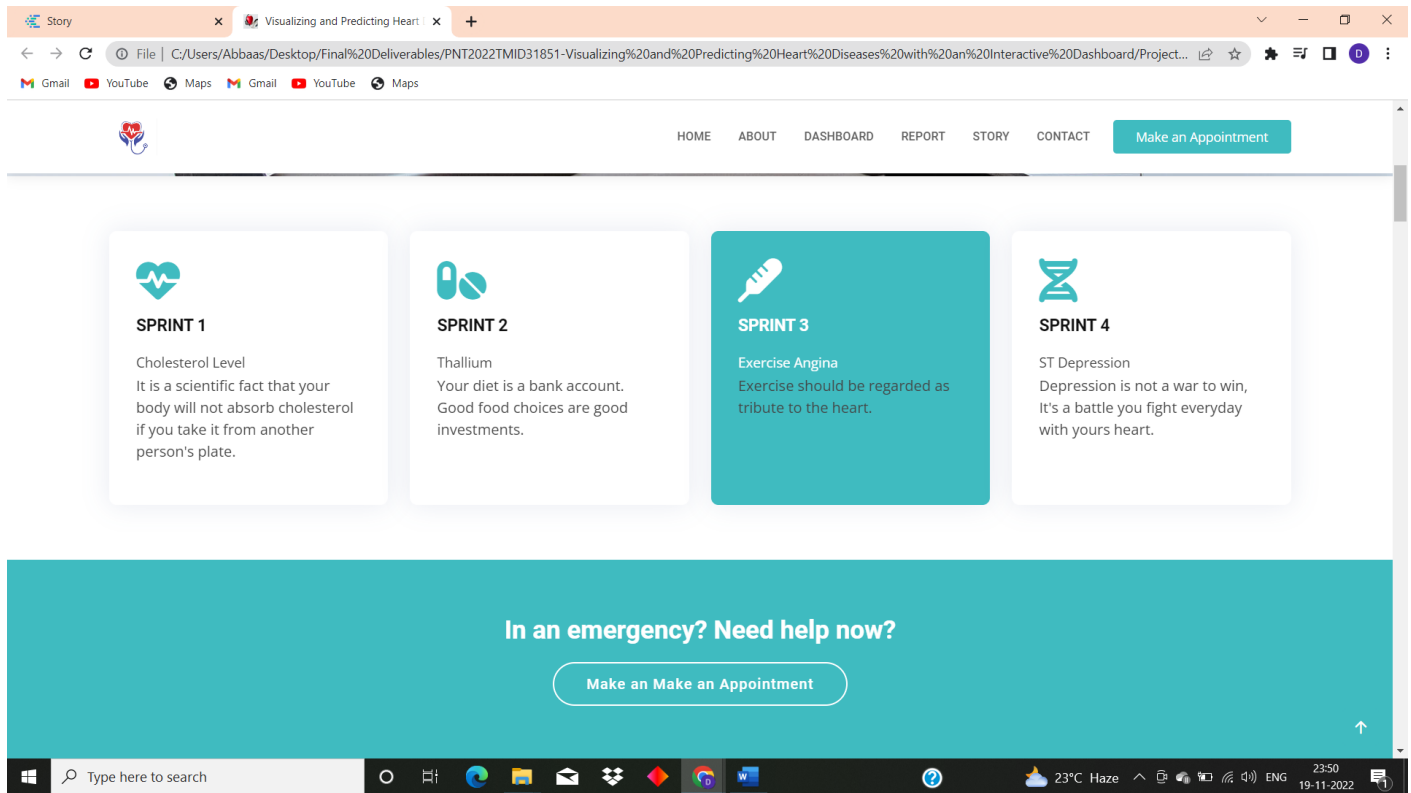 Story
Visualizing and Predicting Heart
File | C:/Users/Abbaas/Desktop/Final%20Deliverables/PNT2022TMID31851-Visualizing%20and%20Predicting%20Heart%20Diseases%20with%20an%20Interactive%20Dashboard/Project...
D
Gmail YouTube Maps Gmail YouTube Maps
HOME ABOUT DASHBOARD REPORT STORY CONTACT Make an Appointment
SPRINT 1
Cholesterol Level
It is a scientific fact that your
body will not absorb cholesterol
if you take it from another
person's plate.
SPRINT 2
Thallium
Your diet is a bank account.
Good food choices are good
investments.
SPRINT 3
Exercise Angina
Exercise should be regarded as
tribute to the heart.
SPRINT 4
ST Depression
Depression is not a war to win,
It's a battle you fight everyday
with yours heart.
In an emergency? Need help now?
Make an Make an Appointment
Type here to search
23°C Haze
ENG
23:50
19-11-2022
1